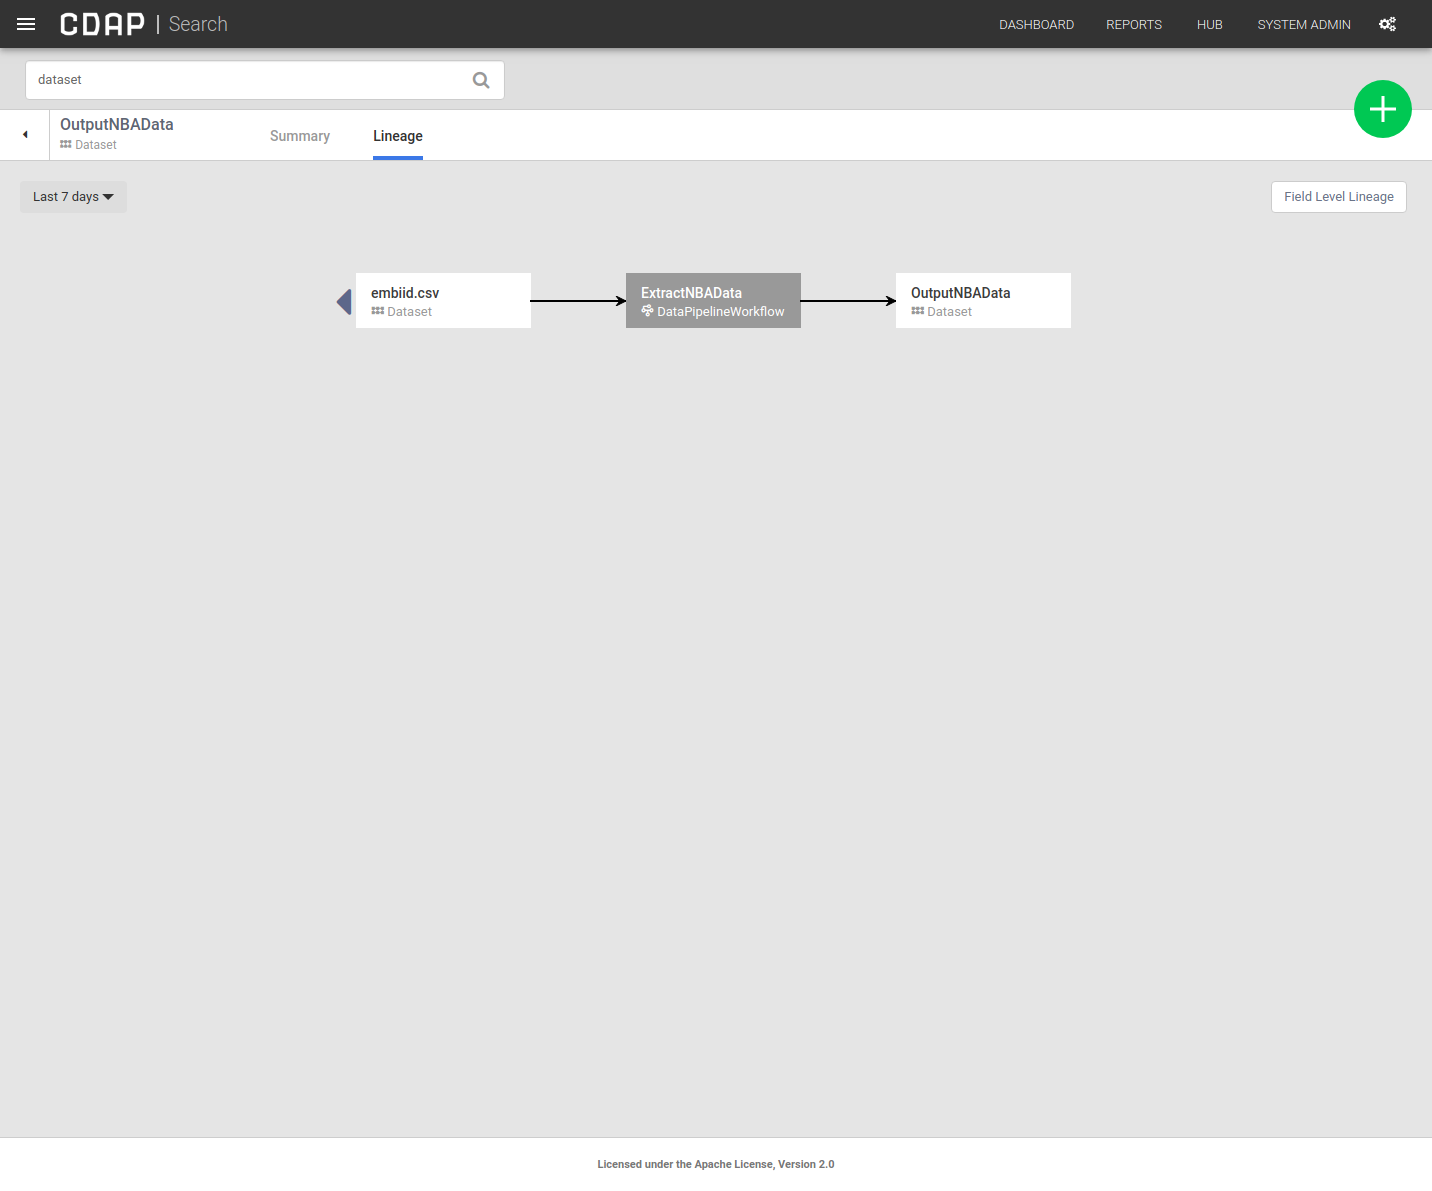 CDAP | Search
DASHBOARD REPORTS HUB SYSTEM ADMIN
dataset
OutputNBAData
Dataset
Summary
Lineage
Last 7 days
Field Level Lineage
embiid.csv
Dataset
ExtractNBAData
DataPipelineWorkflow
OutputNBAData
Dataset
Licensed under the Apache License, Version 2.0